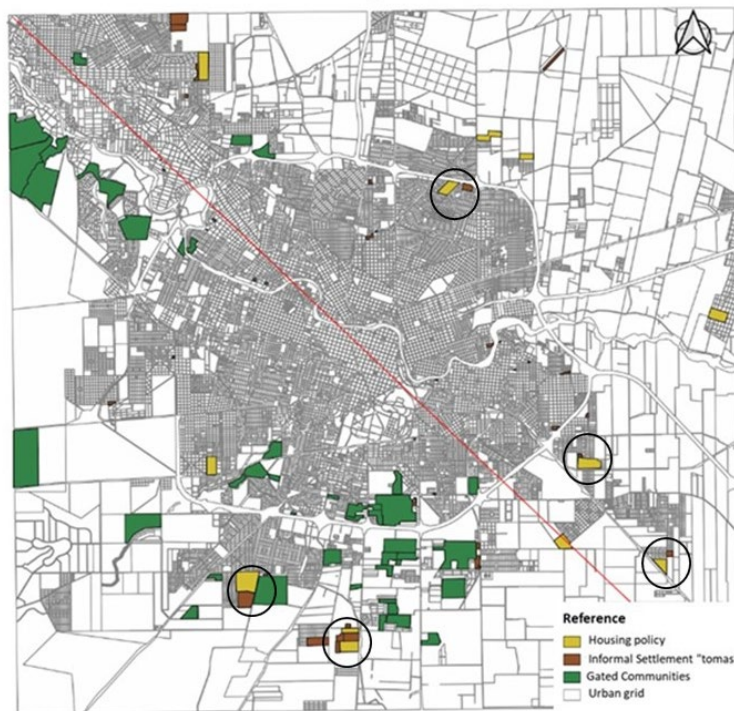 Reference
Housing policy
Informal Settlement "tomas
Gated Communities
Urban grid